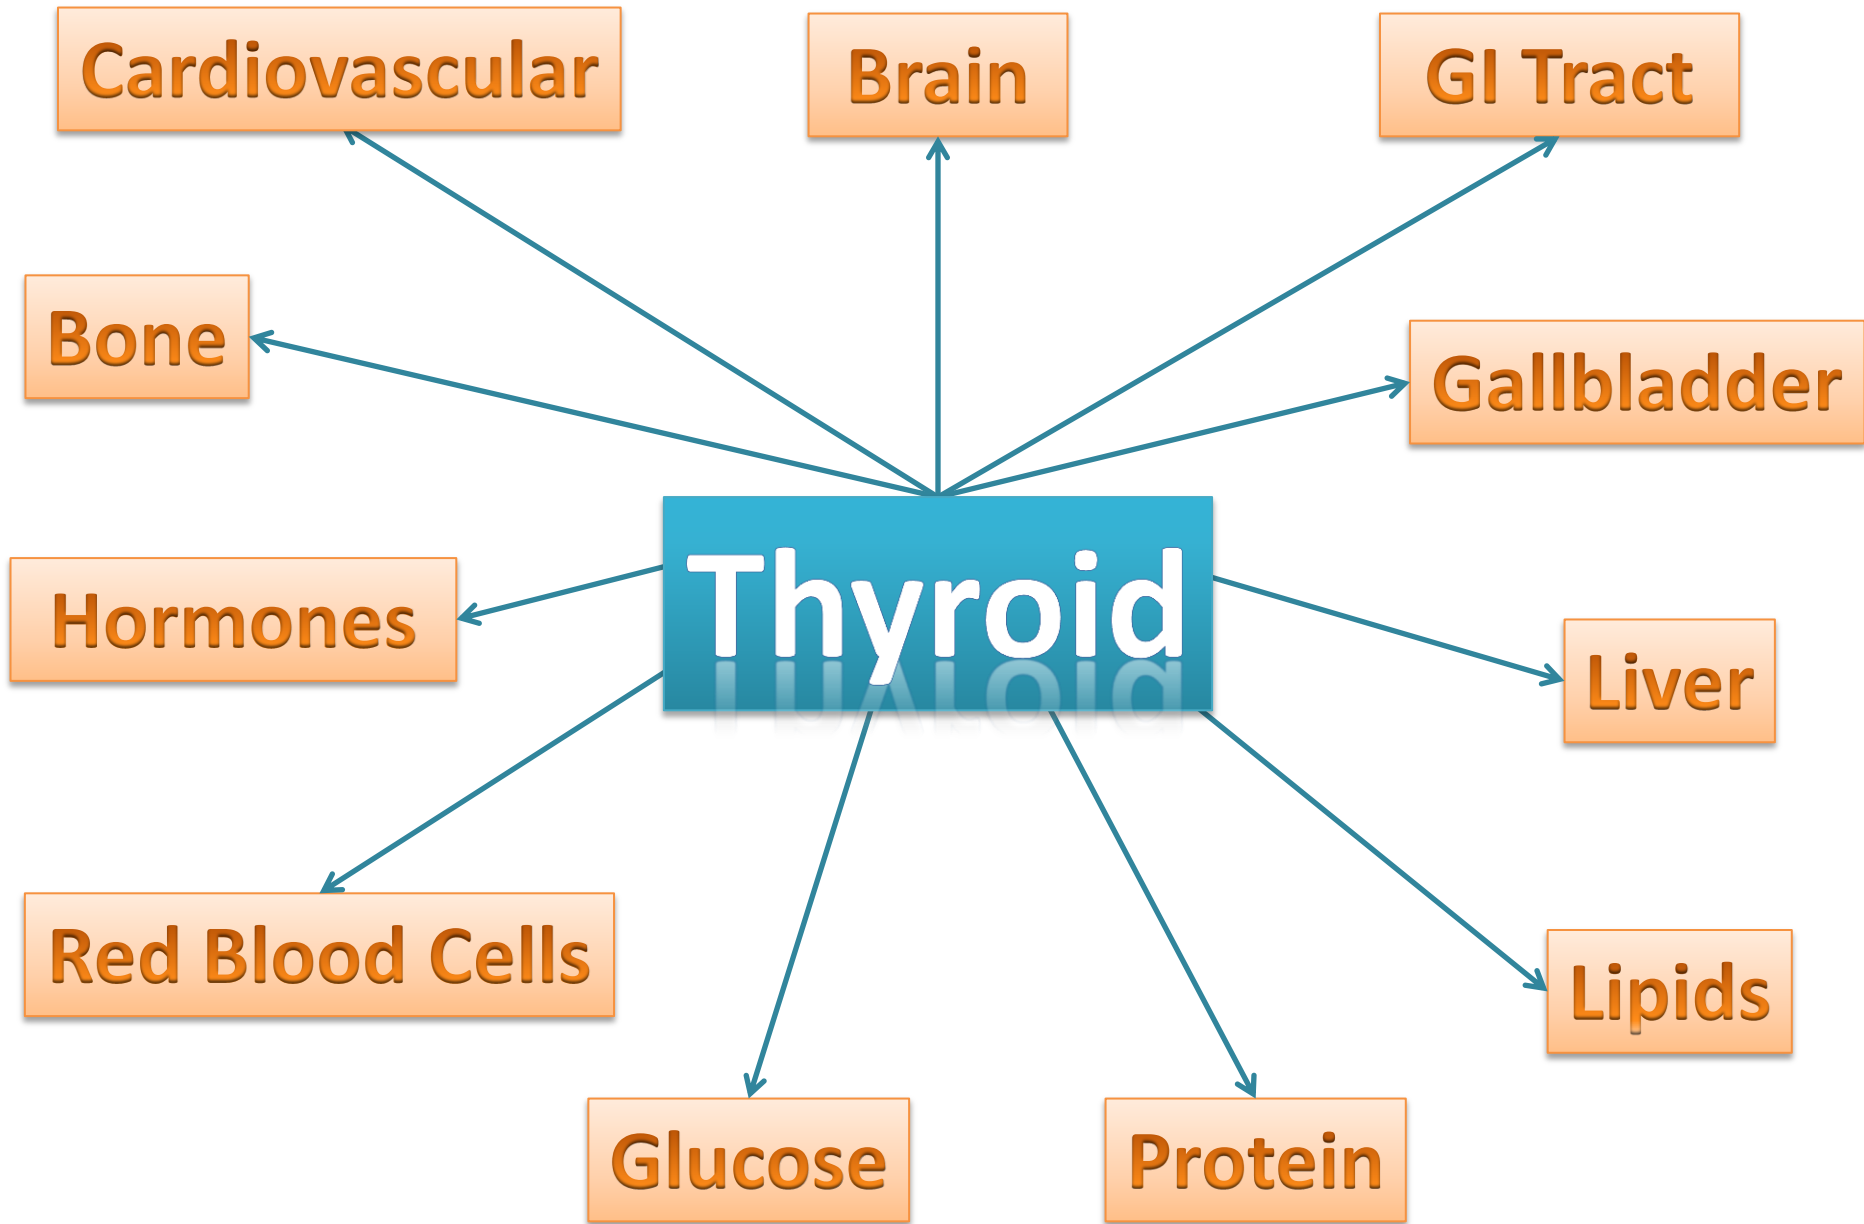 Cardiovascular
Brain
GI Tract
Bone
Gallbladder
Hormones
Thyroid
Liver
Red Blood Cells
Lipids
Glucose
Protein